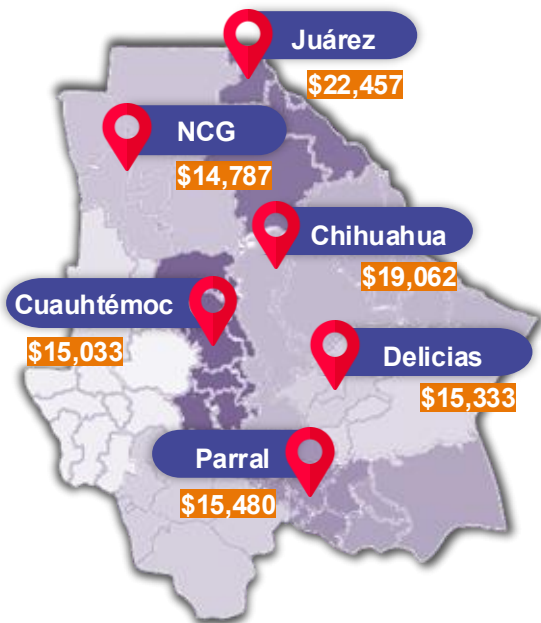 Juárez
$22,457
NCG
$14,787
Chihuahua
$19,062
Cuauhtémoc
$15,033
Delicias
$15,333
Parral
$15,480